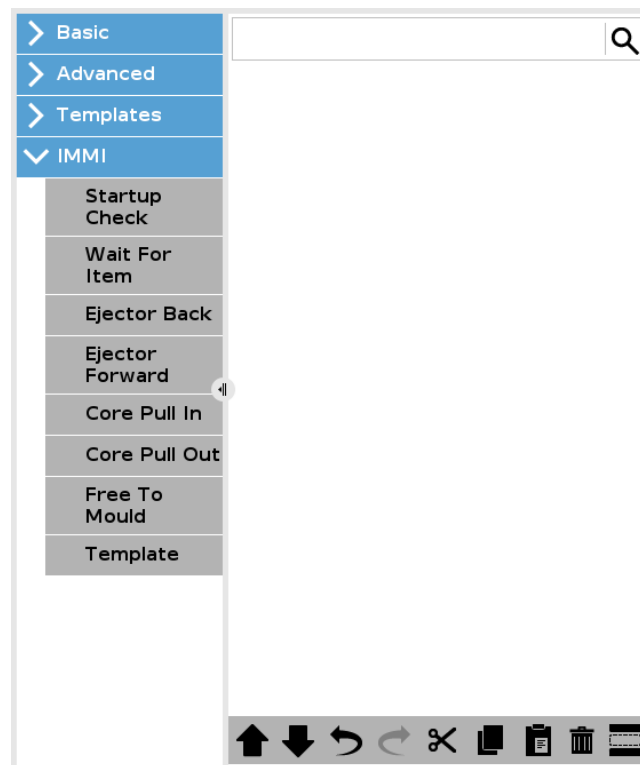 Basic
Advanced
Templates
IMMI
Startup
Check
Wait For
Item
Ejector Back
Ejector
Forward
Core Pull In
Core Pull Out
Free To
Mould
Template